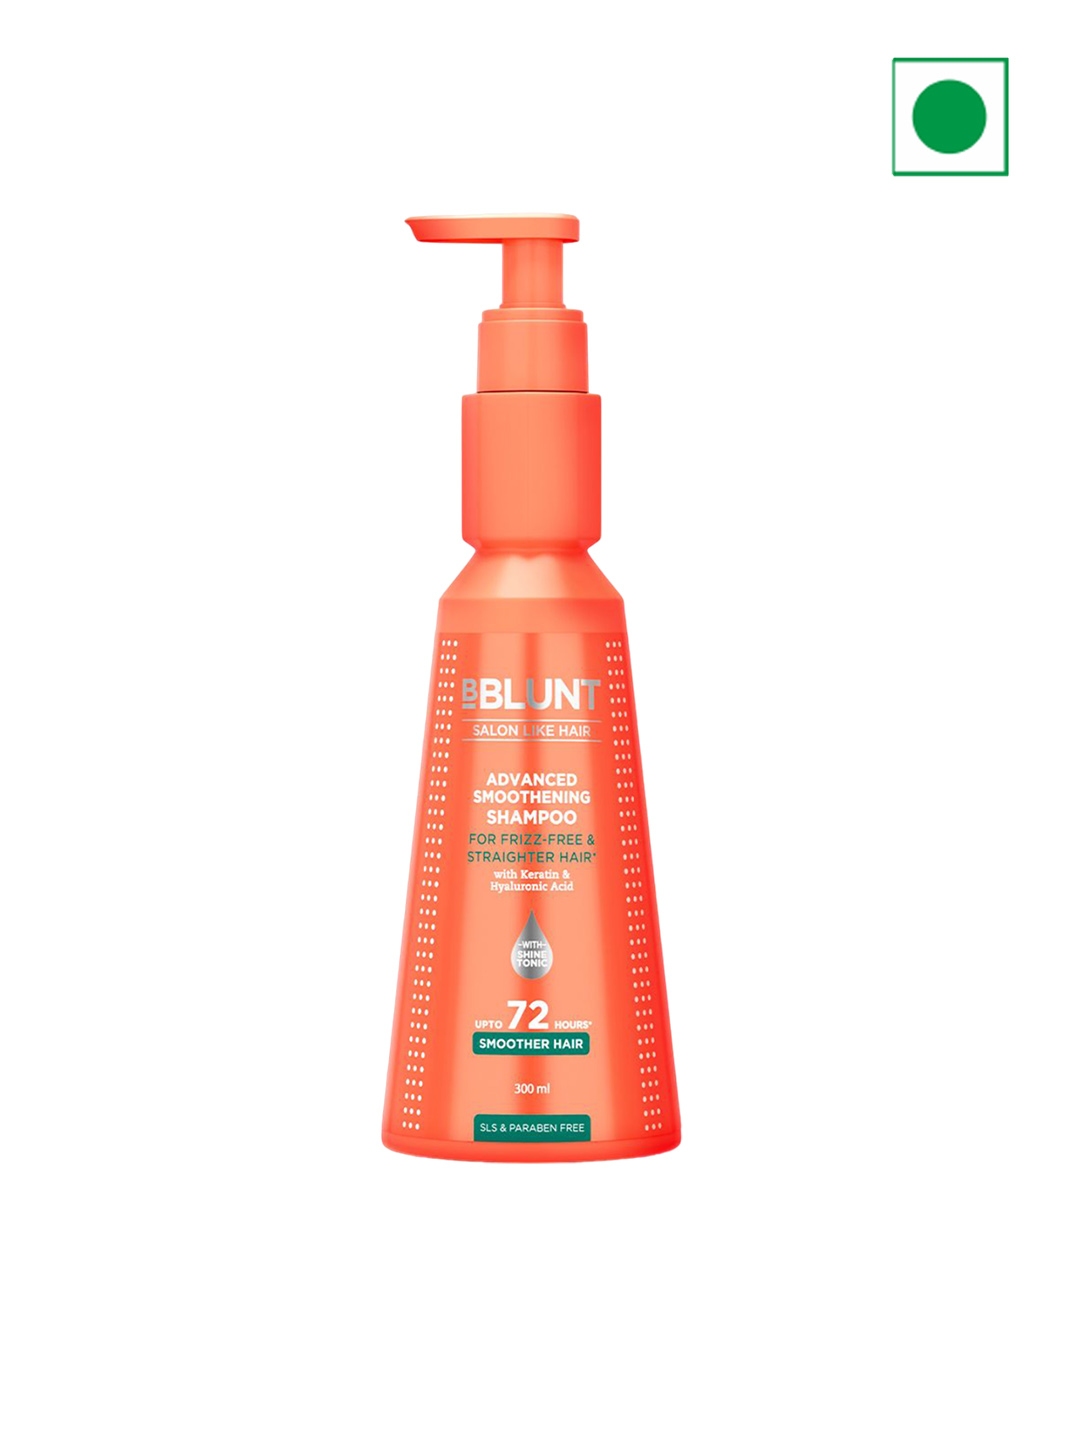 BBLUNT
SALON LIKE HAIR
ADVANCED
SMOOTHENING
SHAMPOO
FOR FRIZZ-FREE &
STRAIGHTER HAIR*
with Keratin &
Hyaluronic Acid
-WITH-
SHINE
TONIC
UPTO 72 HOURS*
SMOOTHER HAIR
300 ml
SLS & PARABEN FREE